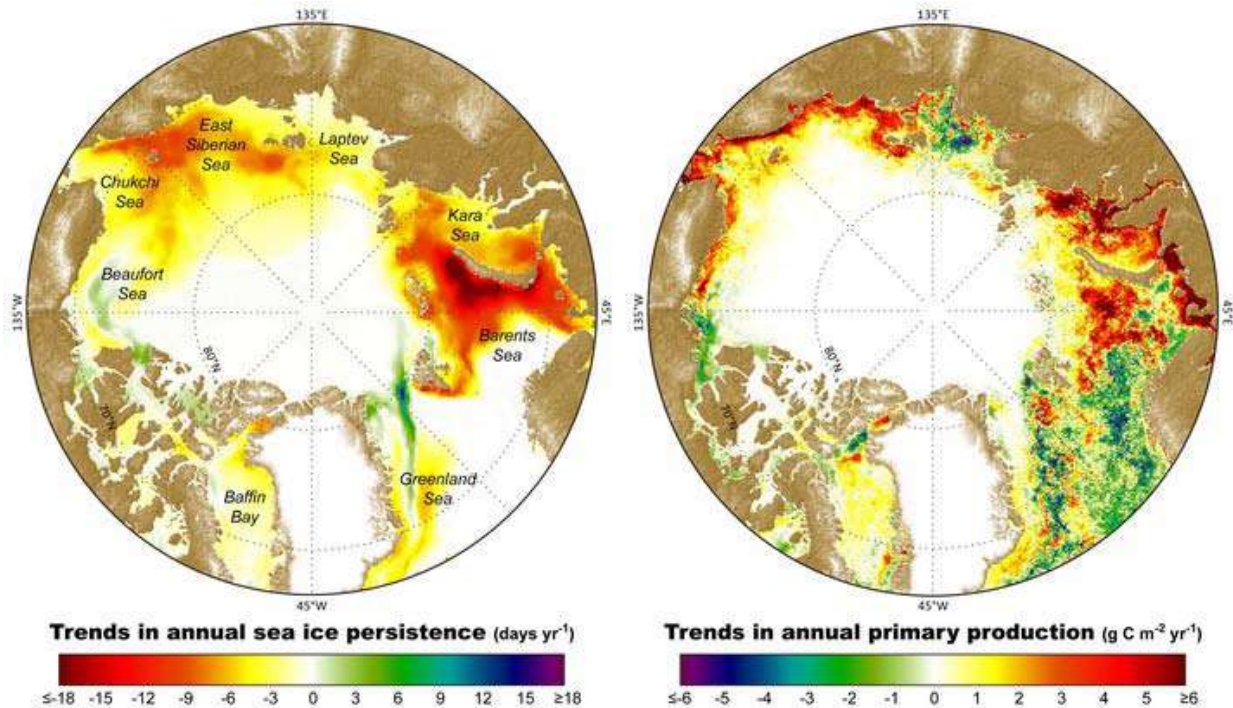 135°E
135°E
East
Siberian
Sea
Laptev
Sea
Chukchi
Sea
Kara
Sea
Beaufort
Sea
135°W
45°E
135°W
45°E
Barents
Sea
80°N
80°N
70°N
70°N
Greenland
Sea
Baffin
Bay
45°W
45°W
Trends in annual sea ice persistence (days yr⁻¹)
≤-18 -15 -12 -9 -6 -3 0 3 6 9 12 15 ≥18
Trends in annual primary production (g C m⁻² yr⁻¹)
≤-6 -5 -4 -3 -2 -1 0 1 2 3 4 5 ≥6